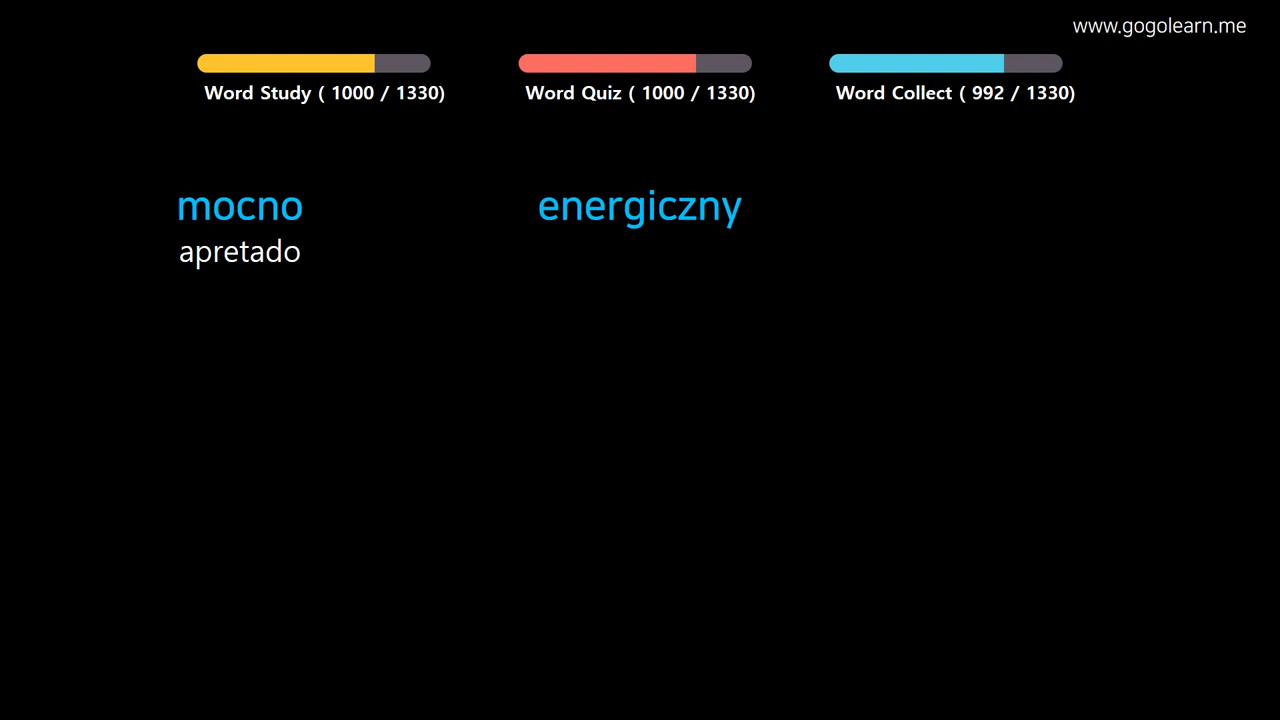 www.gogolearn.me
Word Study ( 1000 / 1330)
Word Quiz ( 1000 / 1330)
Word Collect ( 992 / 1330)
mocno
apretado
energiczny